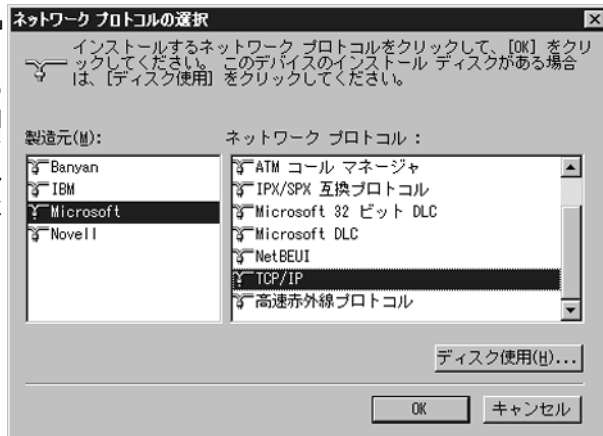 ネットワーク プロトコルの選択
インストールするネットワーク プロトコルをクリックして、[OK] をクリ
ックしてください。 このデバイスのインストール ディスクがある場合
は、[ディスク使用] をクリックしてください。
製造元(M):
Banyan
IBM
Microsoft
Novell
ネットワーク プロトコル :
ATM コール マネージャ
IPX/SPX 互換プロトコル
Microsoft 32 ビット DLC
Microsoft DLC
NetBEUI
TCP/IP
高速赤外線プロトコル
ディスク使用(H)...
OK
キャンセル